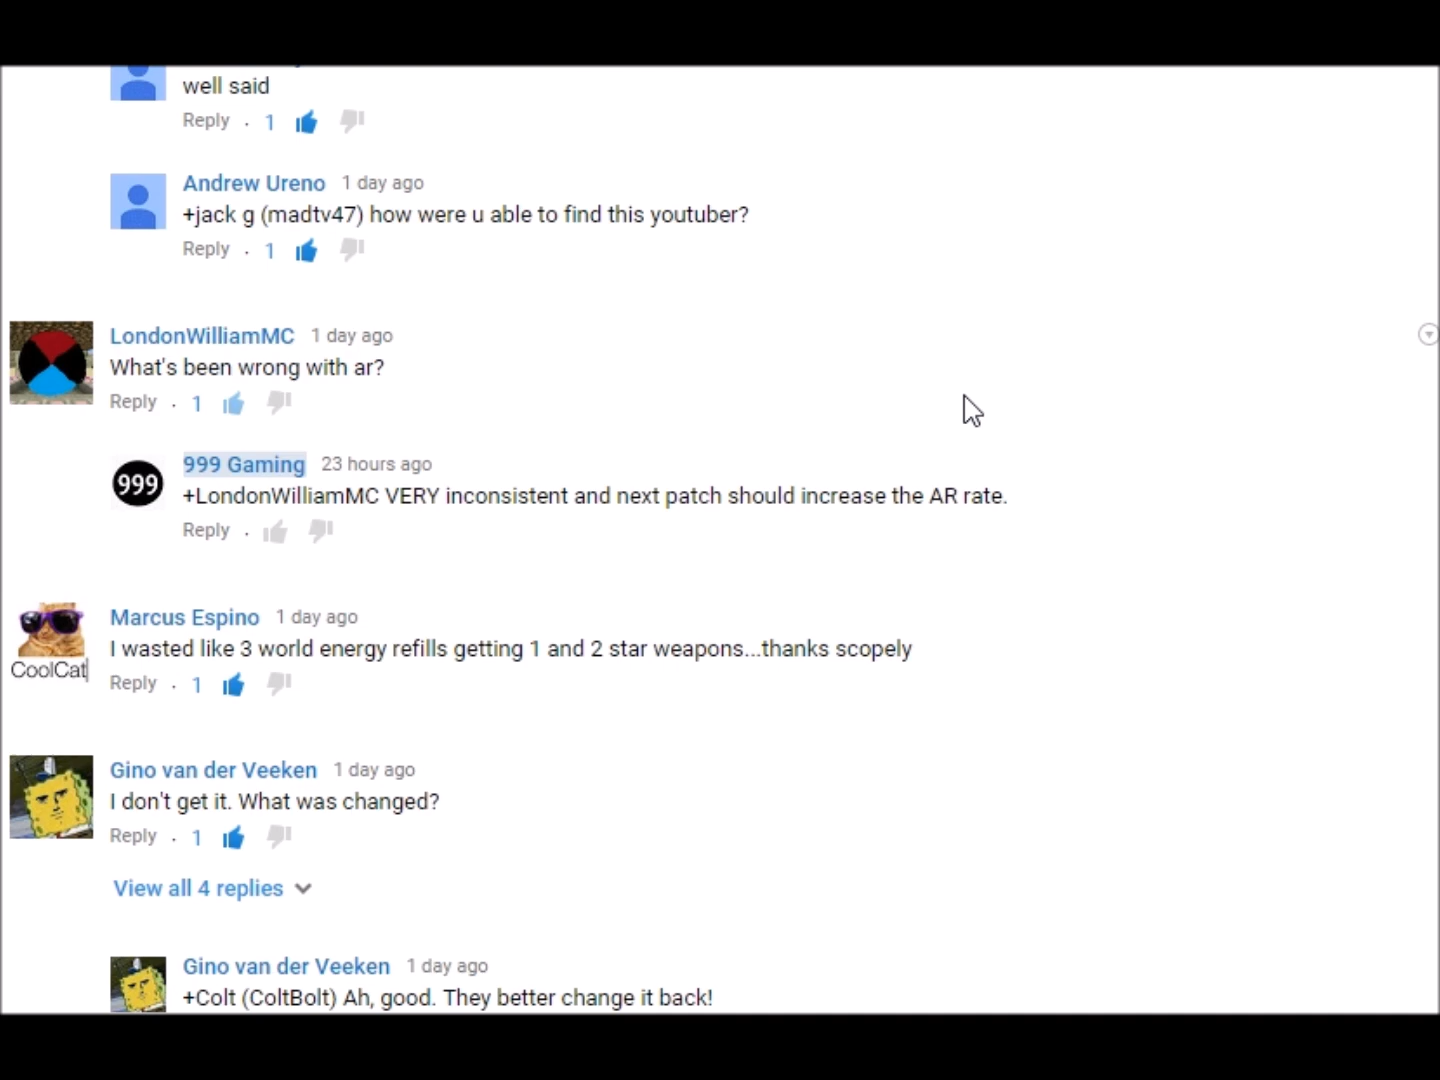 well said
Reply . 1
Andrew Ureno 1 day ago
+jack g (madtv47) how were u able to find this youtuber?
Reply . 1
LondonWilliamMC 1 day ago
What's been wrong with ar?
Reply . 1
999
999 Gaming 23 hours ago
+LondonWilliamMC VERY inconsistent and next patch should increase the AR rate.
Reply .
CoolCat
Marcus Espino 1 day ago
I wasted like 3 world energy refills getting 1 and 2 star weapons...thanks scopely
Reply . 1
Gino van der Veeken 1 day ago
I don't get it. What was changed?
Reply . 1
View all 4 replies
Gino van der Veeken 1 day ago
+Colt (ColtBolt) Ah, good. They better change it back!